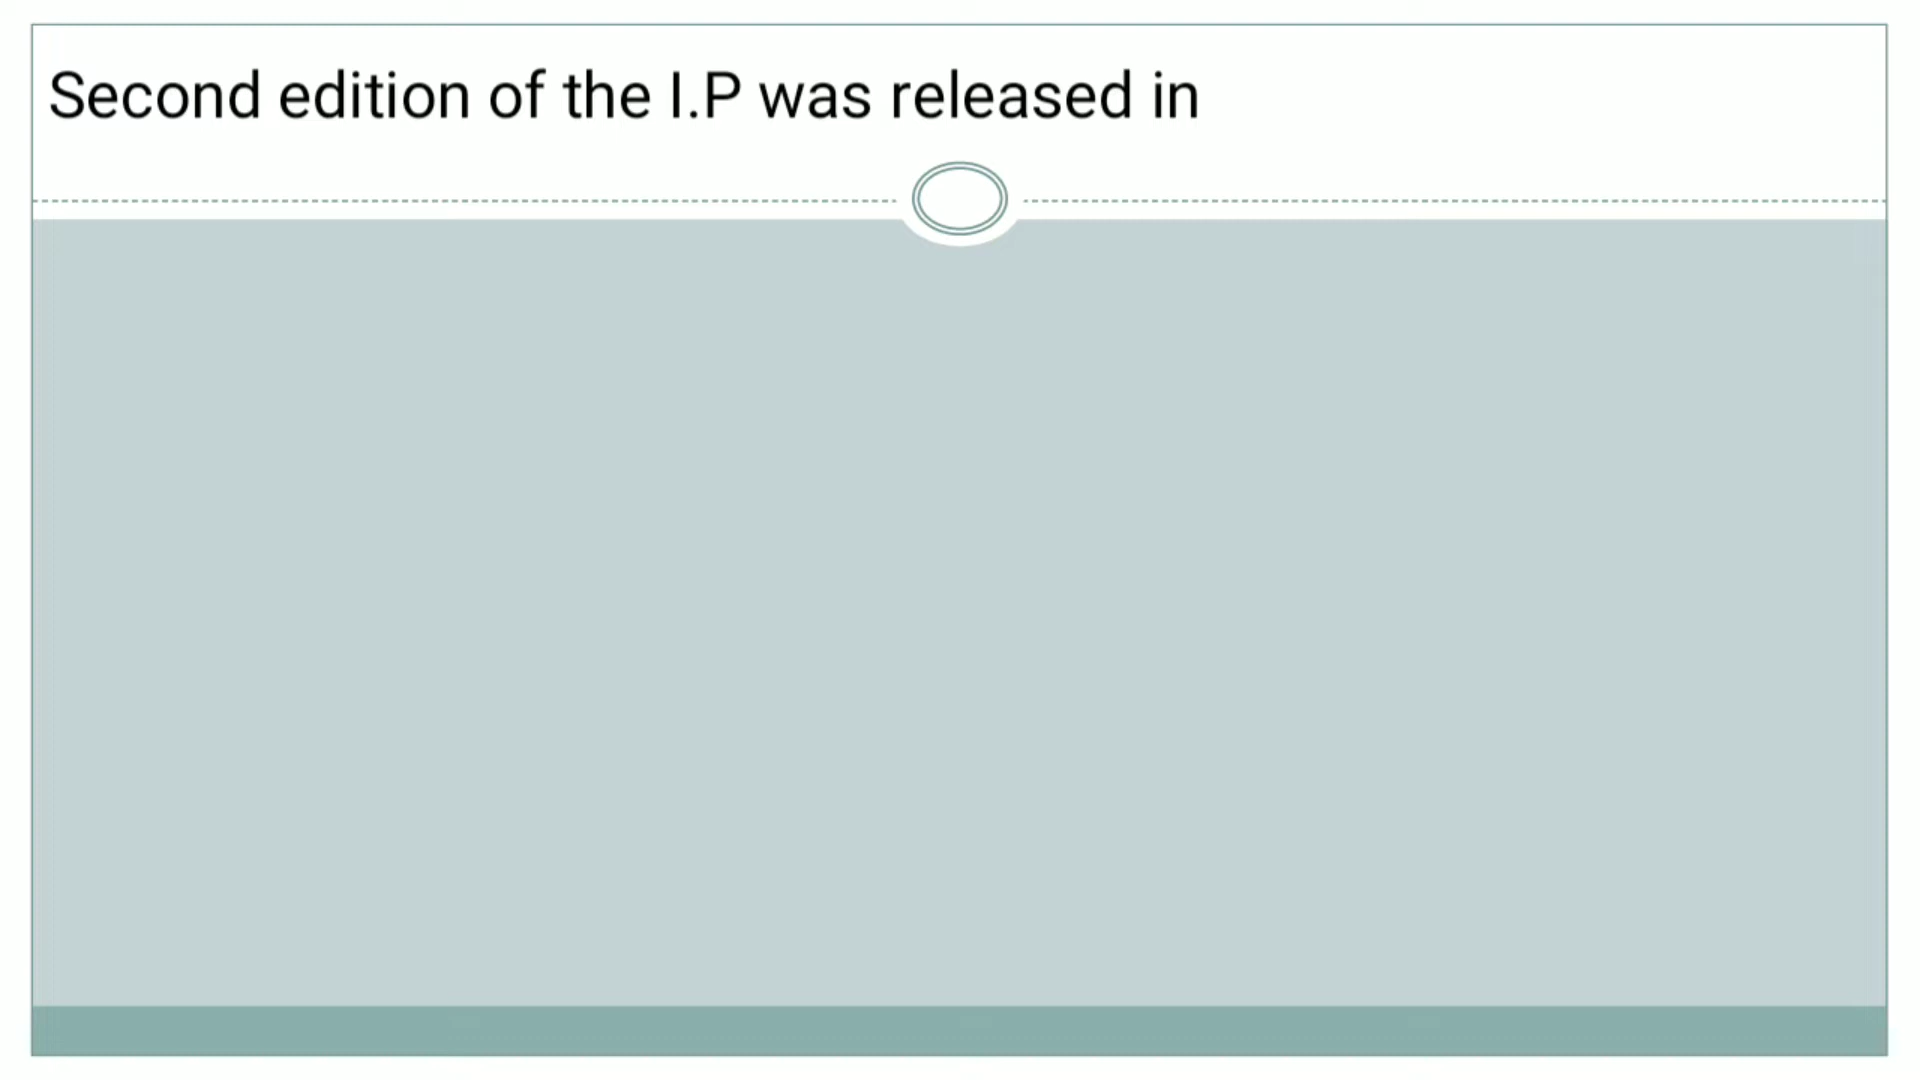 Second edition of the I.P was released in